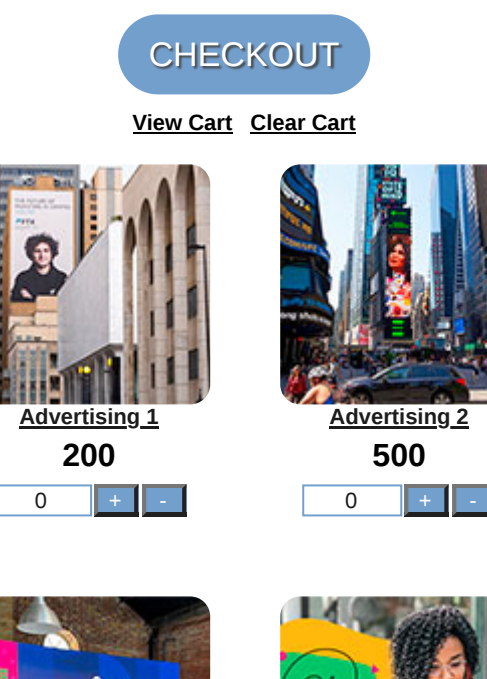 CHECKOUT
View Cart Clear Cart
Advertising 1
200
0 + -
Advertising 2
500
0 + -